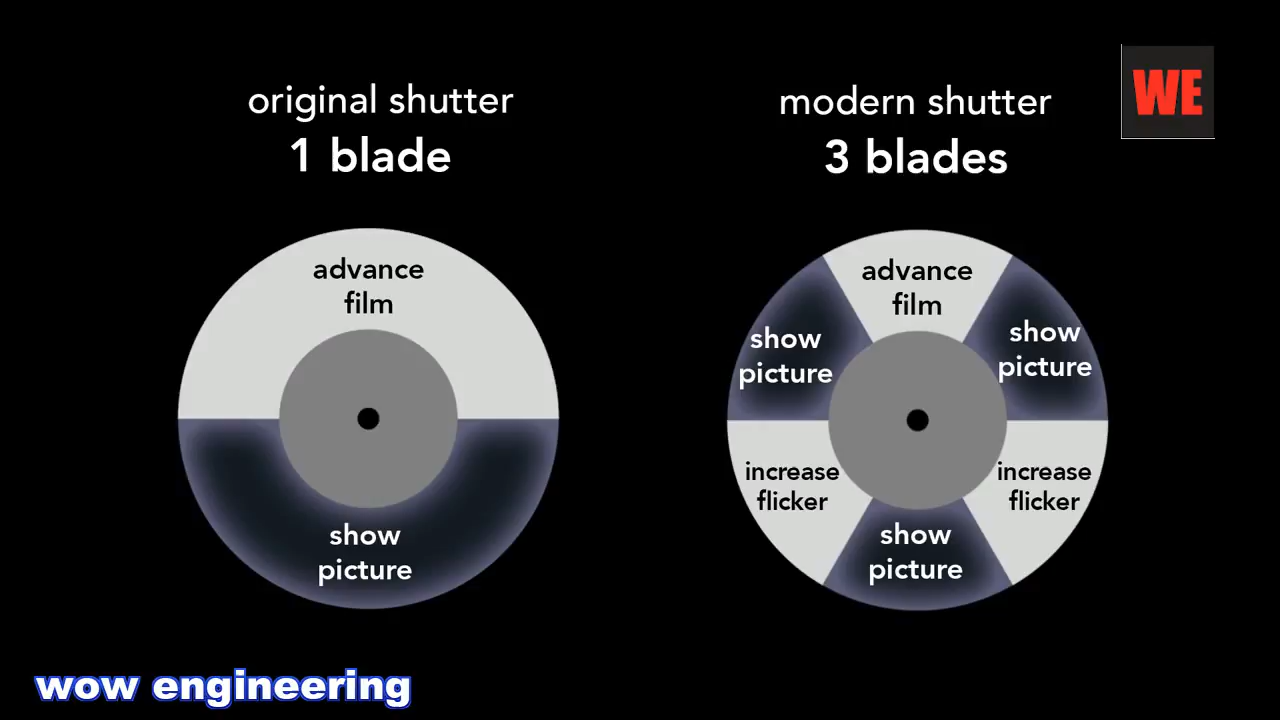 original shutter
1 blade
modern shutter
3 blades
WE
advance
film
show
picture
advance
film
show
picture
show
picture
increase
flicker
increase
flicker
show
picture
wow engineering